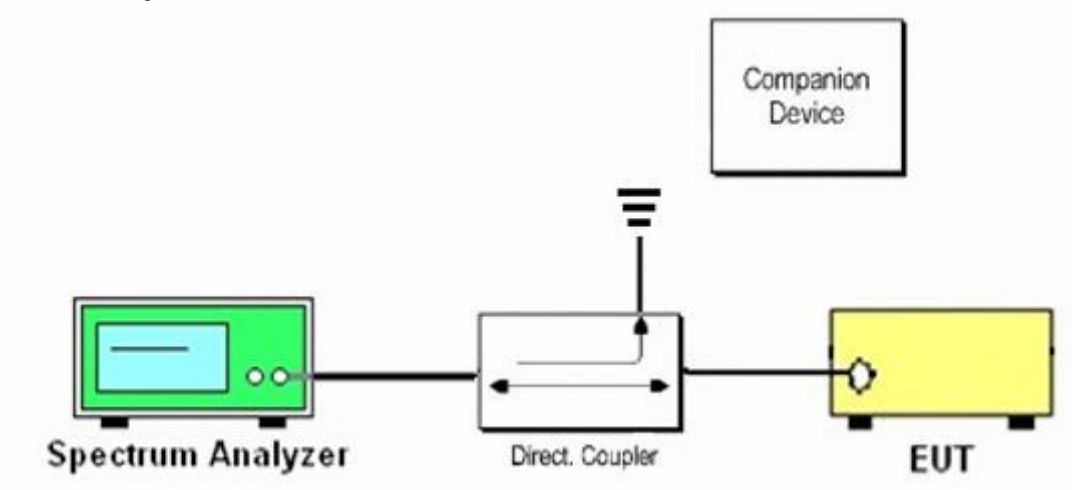 Companion
Device
Spectrum Analyzer
Direct. Coupler
EUT